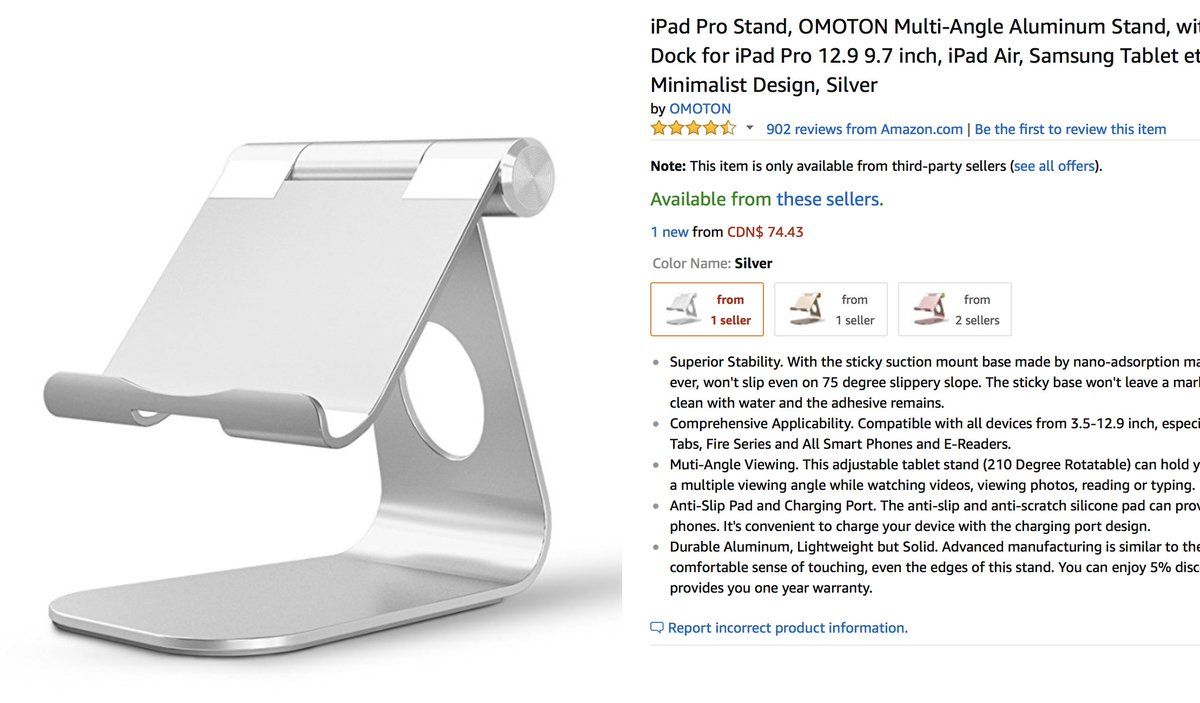 iPad Pro Stand, OMOTON Multi-Angle Aluminum Stand, wit
Dock for iPad Pro 12.9 9.7 inch, iPad Air, Samsung Tablet et
Minimalist Design, Silver
by OMOTON
902 reviews from Amazon.com | Be the first to review this item
Note: This item is only available from third-party sellers (see all offers).
Available from these sellers.
1 new from CDN$ 74.43
Color Name: Silver
from
1 seller
from
1 seller
from
2 sellers
Superior Stability. With the sticky suction mount base made by nano-adsorption ma
ever, won't slip even on 75 degree slippery slope. The sticky base won't leave a mar
clean with water and the adhesive remains.
Comprehensive Applicability. Compatible with all devices from 3.5-12.9 inch, especi
Tabs, Fire Series and All Smart Phones and E-Readers.
Muti-Angle Viewing. This adjustable tablet stand (210 Degree Rotatable) can hold y
a multiple viewing angle while watching videos, viewing photos, reading or typing.
Anti-Slip Pad and Charging Port. The anti-slip and anti-scratch silicone pad can prov
phones. It's convenient to charge your device with the charging port design.
Durable Aluminum, Lightweight but Solid. Advanced manufacturing is similar to the
comfortable sense of touching, even the edges of this stand. You can enjoy 5% disc
provides you one year warranty.
Report incorrect product information.